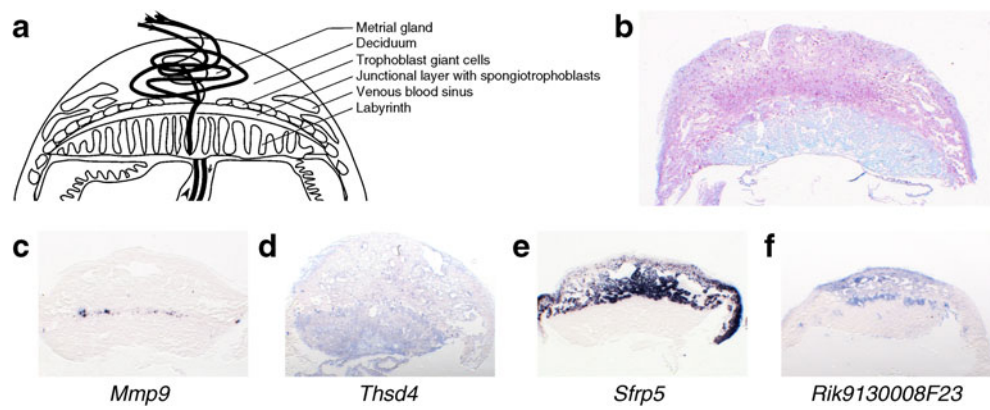 a
Metrial gland
Deciduum
Trophoblast giant cells
Junctional layer with spongiotrophoblasts
Venous blood sinus
Labyrinth
b
c
d
e
f
Mmp9
Thsd4
Sfrp5
Rik9130008F23